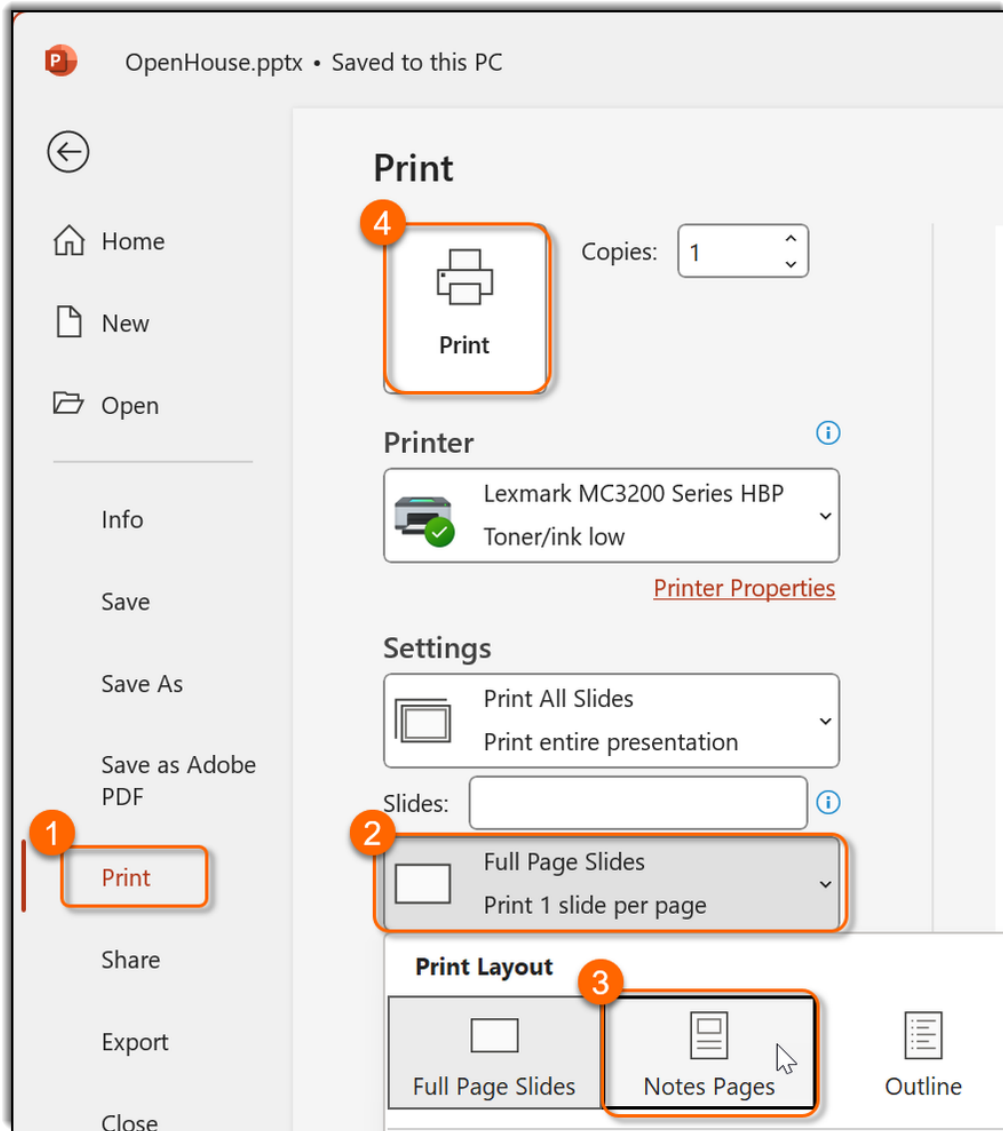 P
OpenHouse.pptx • Saved to this PC
Home
New
Open
Info
Save
Save As
Save as Adobe
PDF
1
Print
Share
Export
Close
Print
4
Print
Copies:
1
Printer
Lexmark MC3200 Series HBP
Toner/ink low
Printer Properties
Settings
Print All Slides
Print entire presentation
Slides:
2
Full Page Slides
Print 1 slide per page
Print Layout
3
Full Page Slides
Notes Pages
Outline